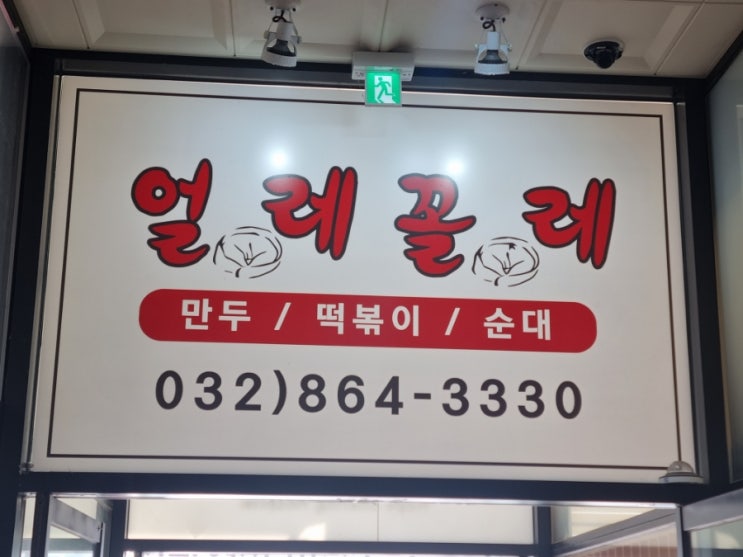 얼레꼴레
만두 / 떡볶이 / 순대
032)864-3330